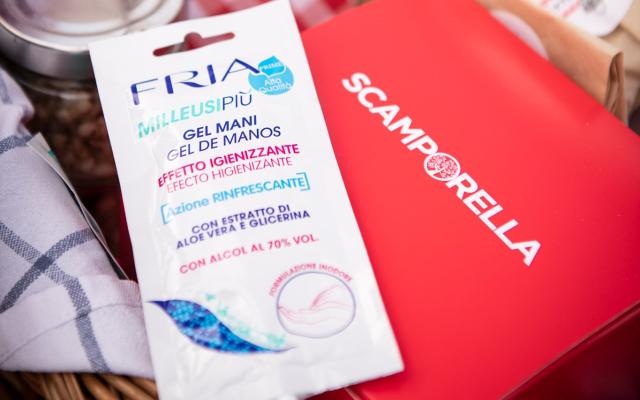 FRIA
PRIME
Alta
Qualità
MILLEUSIPIÙ
GEL MANI
GEL DE MANOS
EFFETTO IGIENIZZANTE
EFECTO HIGIENIZANTE
[Azione RINFRESCANTE]
CON ESTRATTO DI
ALOE VERA E GLICERINA
CON ALCOL AL 70% VOL.
FORMULAZIONE INODORE
SCAMPORELLA